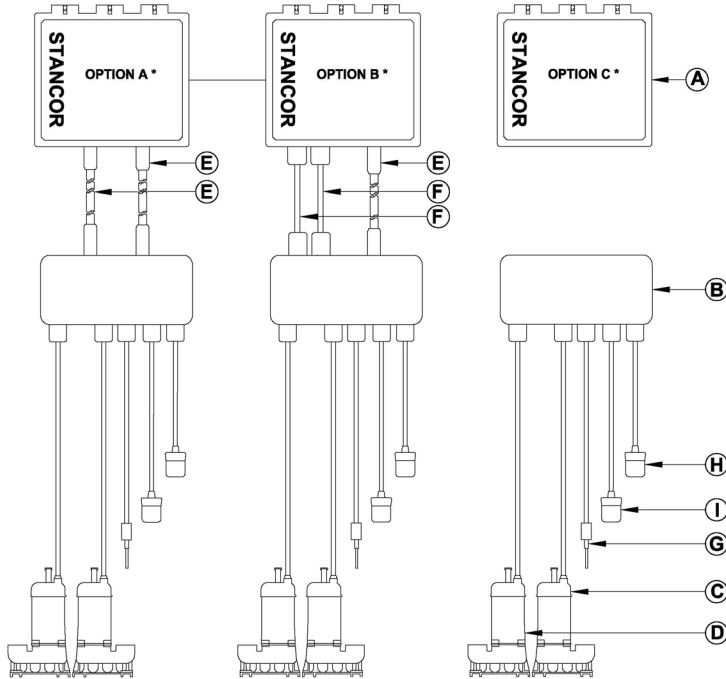 STANCOR
OPTION A *
STANCOR
OPTION B *
STANCOR
OPTION C *
A
E
E
E
F
F
B
H
I
G
C
D